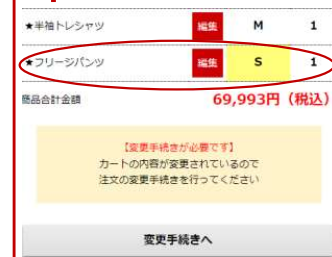 ★半袖トレシャツ 編集 M 1
★フリージパンツ 編集 S 1
商品合計金額 69,993円（税込）
【変更手続きが必要です】
カートの内容が変更されているので
注文の変更手続きを行ってください
変更手続きへ